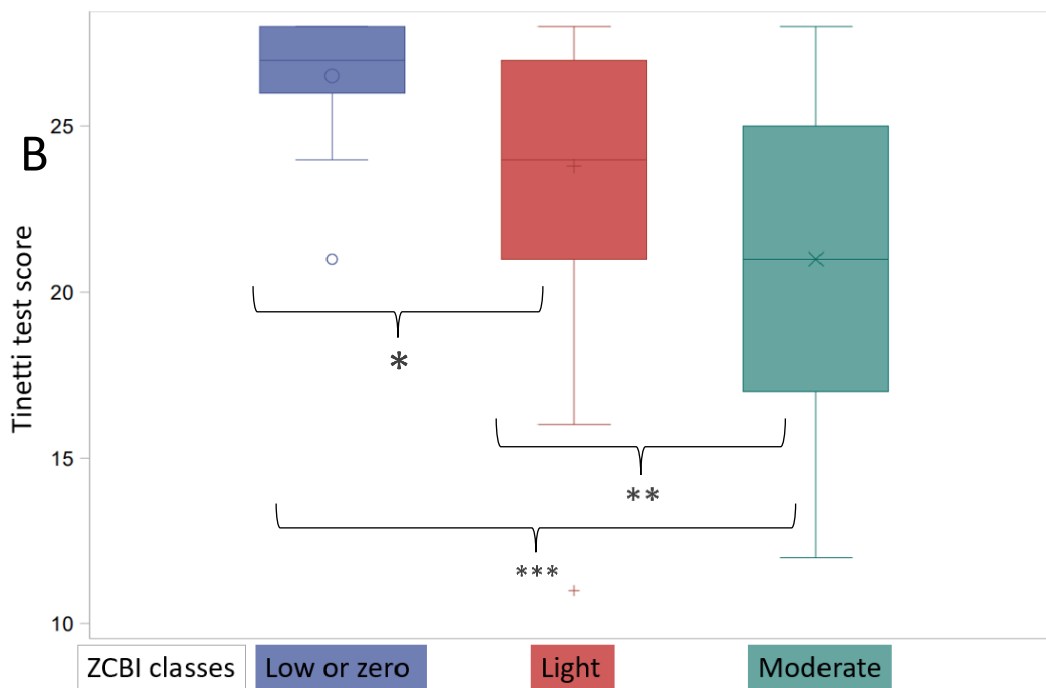 B
Tinetti test score
25
20
15
10
*
**
***
ZCBI classes
Low or zero
Light
Moderate